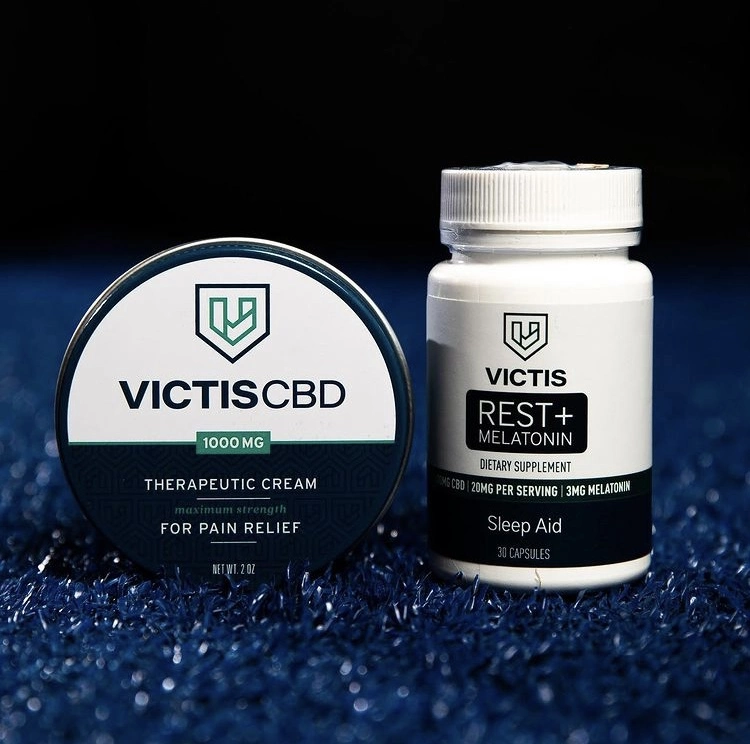 VICTISCBD
1000 MG
THERAPEUTIC CREAM
maximum strength
FOR PAIN RELIEF
NET WT. 2 OZ
VICTIS
REST+
MELATONIN
DIETARY SUPPLEMENT
CBD | 20MG PER SERVING | 3MG MELATONIN
Sleep Aid
30 CAPSULES